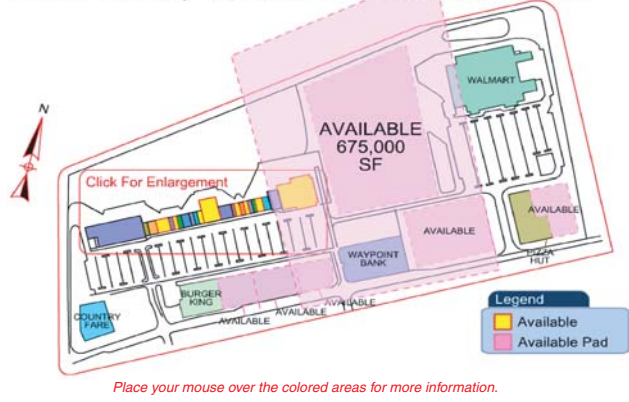 N
WALMART
AVAILABLE
675,000
SF
Click For Enlargement
AVAILABLE
AVAILABLE
PIZZA
HUT
WAYPOINT
BANK
BURGER
KING
AVAILABLE
AVAILABLE
AVAILABLE
COUNTRY
FARE
Legend
Available
Available Pad
Place your mouse over the colored areas for more information.